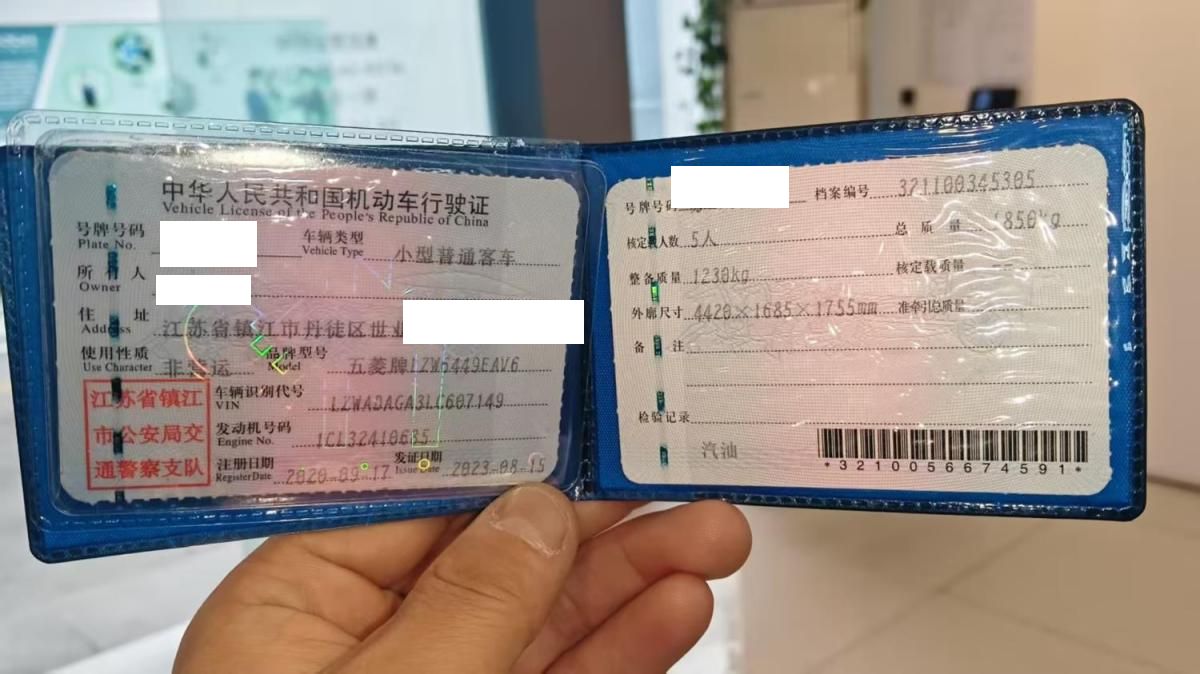 中华人民共和国机动车行驶证
Vehicle License of the People's Republic of China
号牌号码
Plate No.
车辆类型 小型普通客车
Vehicle Type
所有人
Owner
住址 江苏省镇江市丹徒区世业
Address
使用性质 非营运
Use Character
品牌型号 五菱牌LZW6449EAV6
Model
江苏省镇江
市公安局交
通警察支队
车辆识别代号 LZWADAGA3LC607149
VIN
发动机号码 1CL32410635
Engine No.
注册日期 2020-09-17
Register Date
发证日期 2023-08-15
Issue Date
号牌号码
档案编号 321100345305
核定载人数 5人
总质量 1850kg
整备质量 1230kg
核定载质量 --
外廓尺寸 4420×1685×1755mm
准牵引总质量 --
备注
检验记录
汽油
*3210056674591*